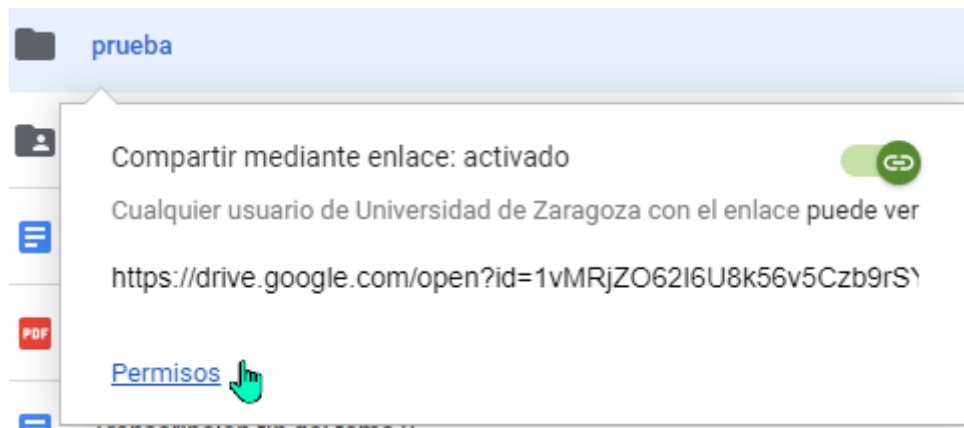 prueba
Compartir mediante enlace: activado
Cualquier usuario de Universidad de Zaragoza con el enlace puede ver
https://drive.google.com/open?id=1vMRjZO62I6U8k56v5Czb9rSY
PDF
Permisos